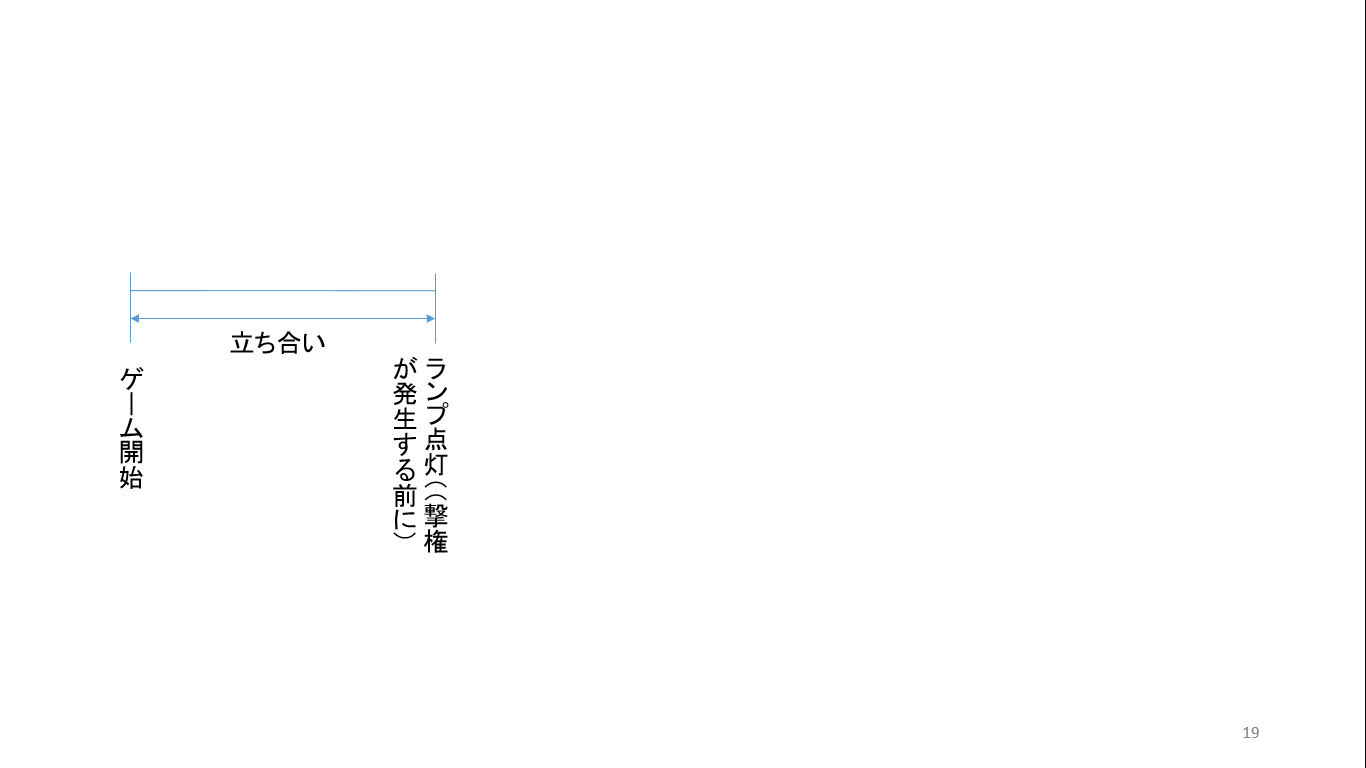 立ち合い
ゲーム開始
ランプ点灯（（撃権
が発生する前に）
19